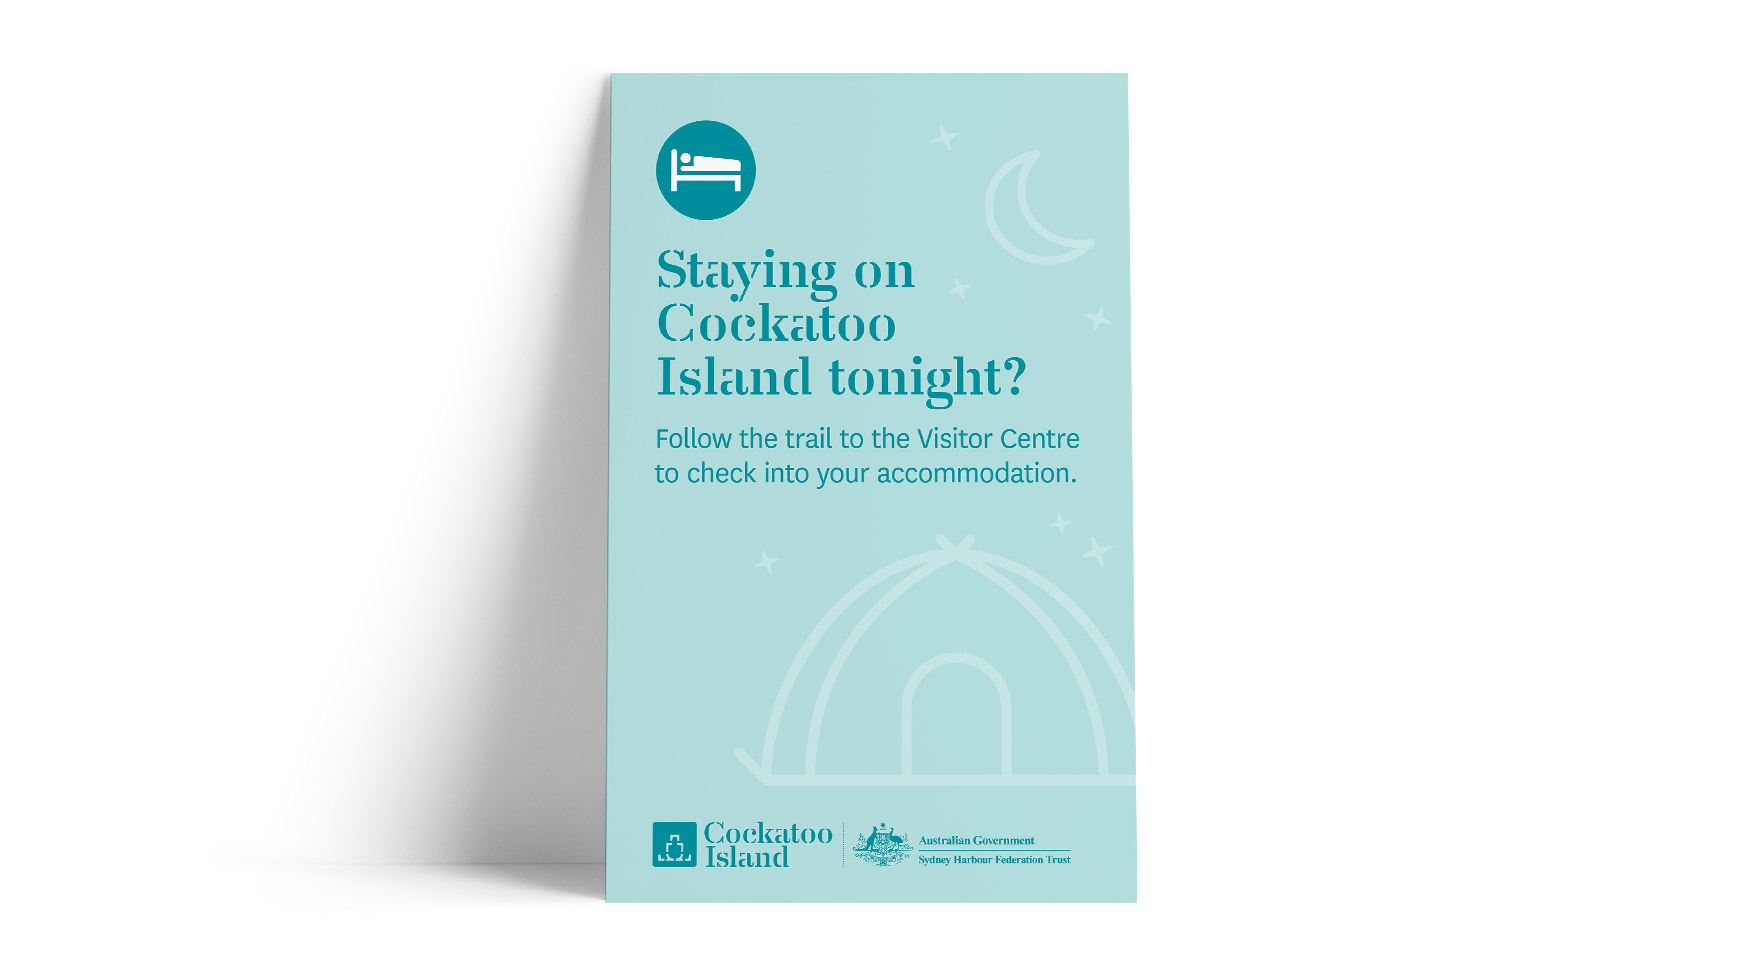 Staying on
Cockatoo
Island tonight?
Follow the trail to the Visitor Centre
to check into your accommodation.
Cockatoo
Island
Australian Government
Sydney Harbour Federation Trust